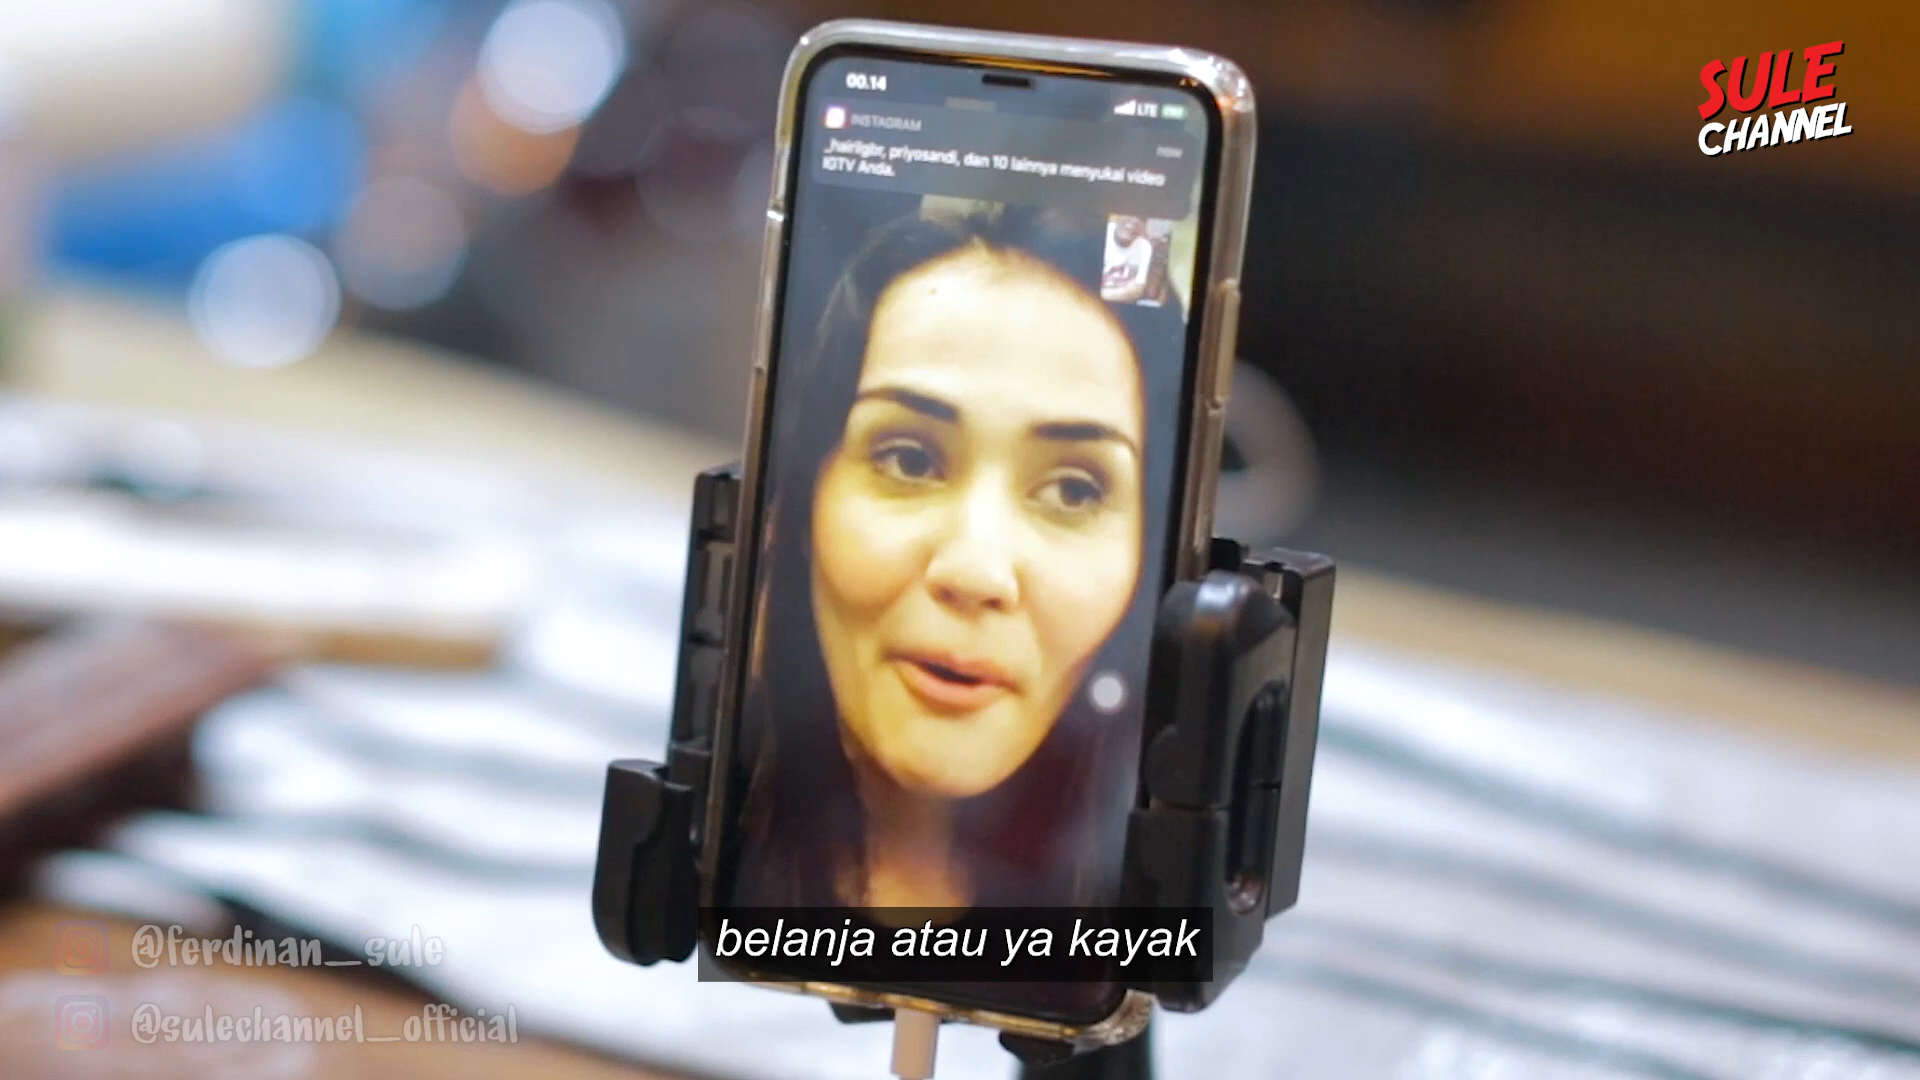 SULE
CHANNEL
00.14
LTE
INSTAGRAM
now
_hairilgbr, priyosandi, dan 10 lainnya menyukai video
IGTV Anda.
belanja atau ya kayak
@ferdinan_sule
@sulechannel_official